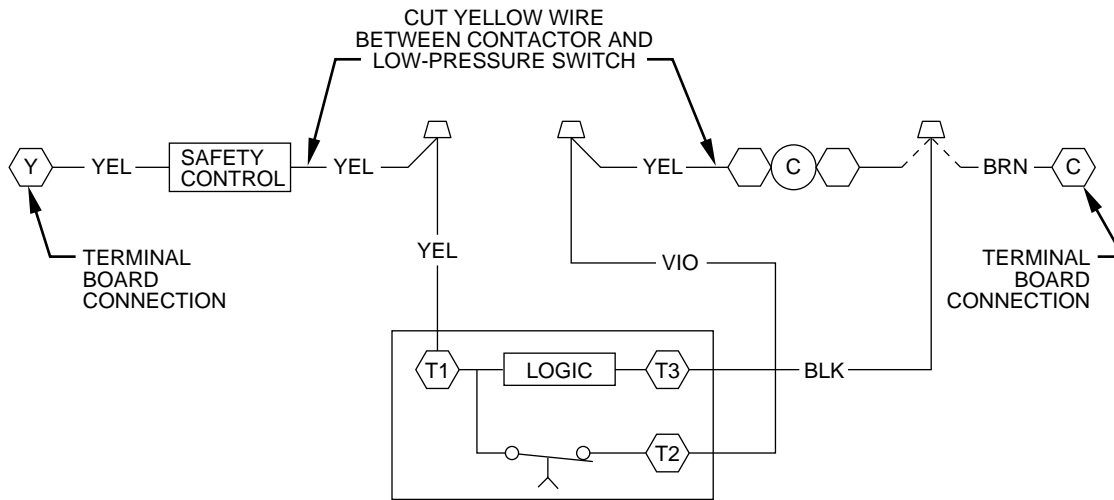 CUT YELLOW WIRE
BETWEEN CONTACTOR AND
LOW-PRESSURE SWITCH
Y
YEL
SAFETY
CONTROL
YEL
YEL
C
BRN
C
TERMINAL
BOARD
CONNECTION
YEL
VIO
TERMINAL
BOARD
CONNECTION
T1
LOGIC
T3
BLK
T2